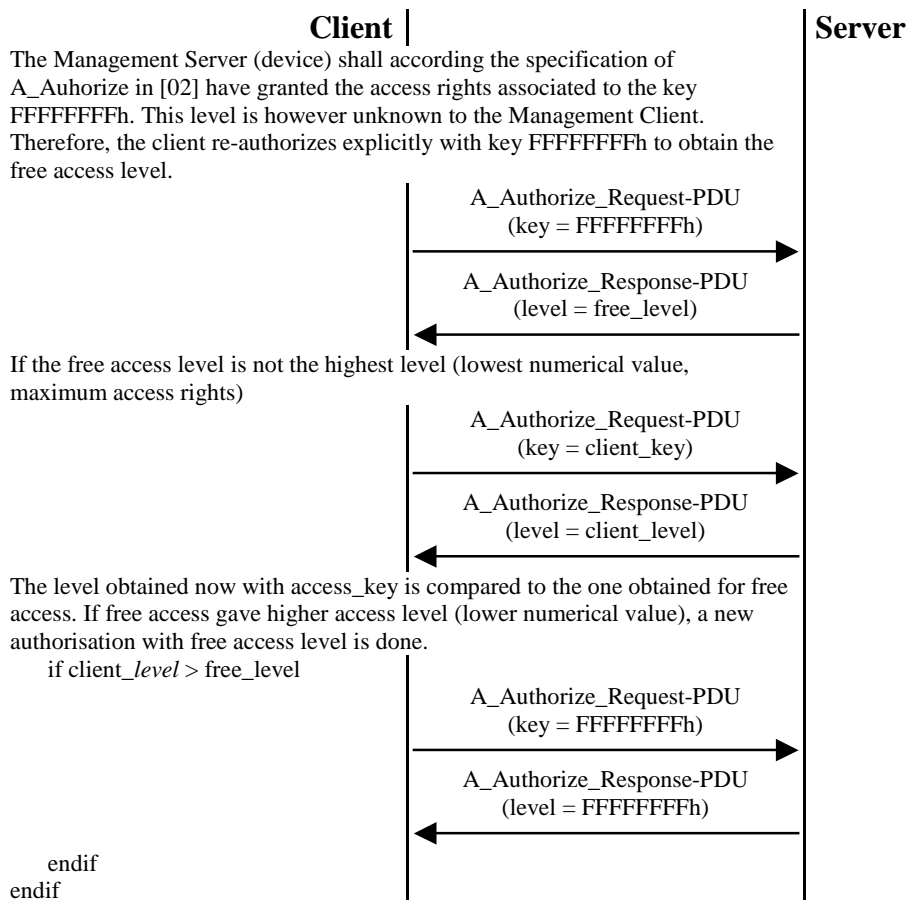 Client Server
The Management Server (device) shall according the specification of
A_Auhorize in [02] have granted the access rights associated to the key
FFFFFFFFh. This level is however unknown to the Management Client.
Therefore, the client re-authorizes explicitly with key FFFFFFFFh to obtain the
free access level.
A_Authorize_Request-PDU
(key = FFFFFFFFh)
A_Authorize_Response-PDU
(level = free_level)
If the free access level is not the highest level (lowest numerical value,
maximum access rights)
A_Authorize_Request-PDU
(key = client_key)
A_Authorize_Response-PDU
(level = client_level)
The level obtained now with access_key is compared to the one obtained for free
access. If free access gave higher access level (lower numerical value), a new
authorisation with free access level is done.
if client_level > free_level
A_Authorize_Request-PDU
(key = FFFFFFFFh)
A_Authorize_Response-PDU
(level = FFFFFFFFh)
endif
endif